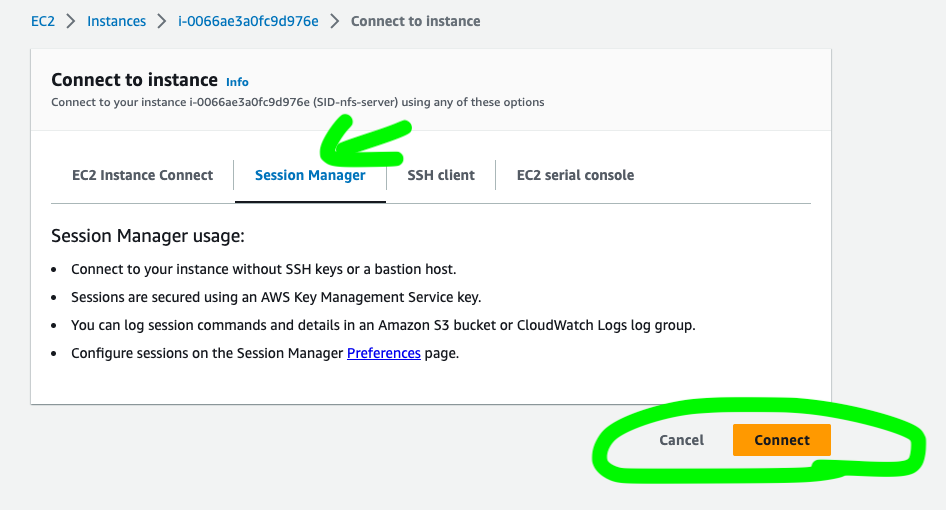 EC2 > Instances > i-0066ae3a0fc9d976e > Connect to instance
Connect to instance Info
Connect to your instance i-0066ae3a0fc9d976e (SID-nfs-server) using any of these options
EC2 Instance Connect Session Manager SSH client EC2 serial console
Session Manager usage:
• Connect to your instance without SSH keys or a bastion host.
• Sessions are secured using an AWS Key Management Service key.
• You can log session commands and details in an Amazon S3 bucket or CloudWatch Logs log group.
• Configure sessions on the Session Manager Preferences page.
Cancel Connect